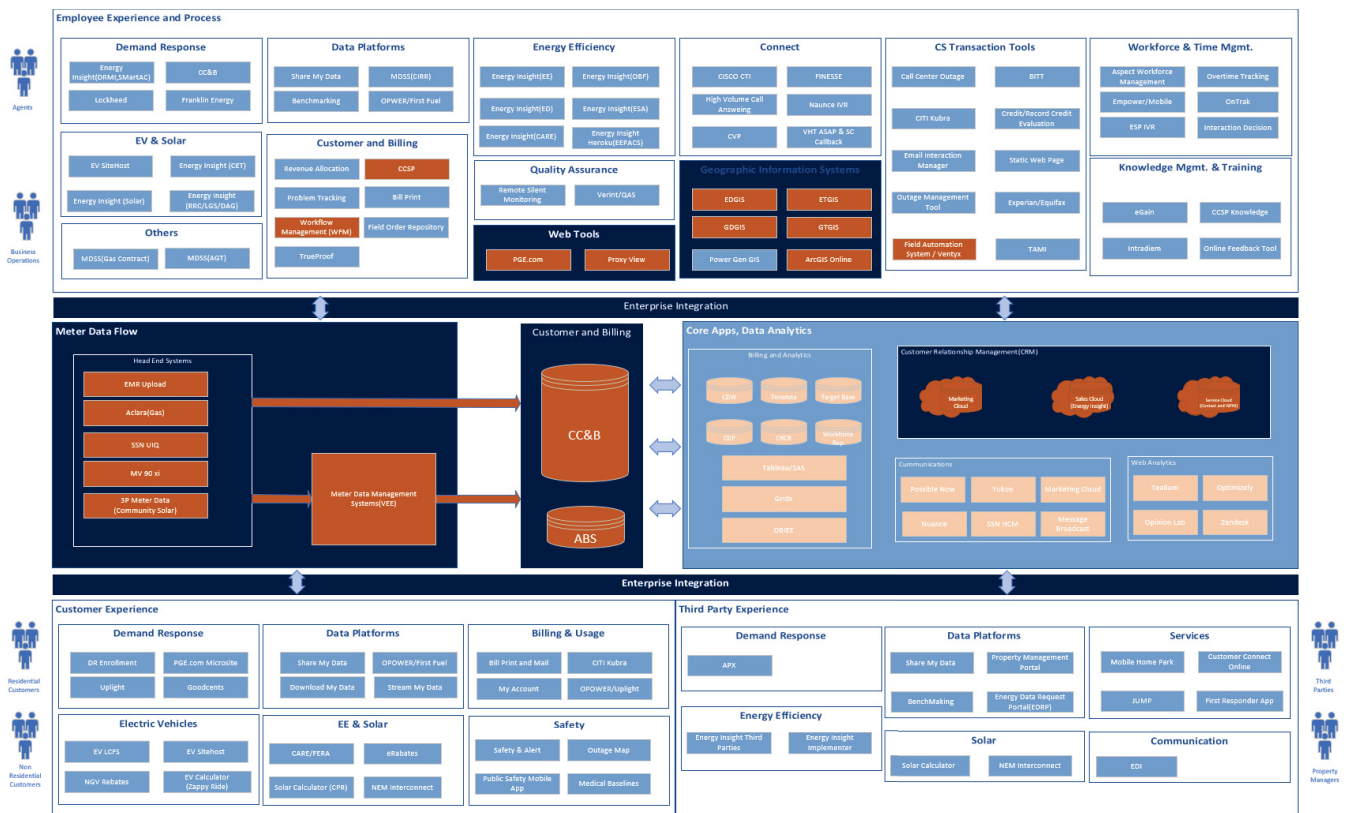 Employee Experience and Process
Agents
Business
Operations
Demand Response
Energy
Insight(DRMI,SMartAC)
CC&B
Lockheed
Franklin Energy
EV & Solar
EV SiteHost
Energy Insight (CET)
Energy Insight (Solar)
Energy Insight
(RRC/LGS/DAG)
Others
MDSS(Gas Contract)
MDSS(AGT)
Data Platforms
Share My Data
MDSS(CIRR)
Benchmarking
OPOWER/First Fuel
Customer and Billing
Revenue Allocation
CCSP
Problem Tracking
Bill Print
Workflow
Management (WFM)
Field Order Repository
TrueProof
Energy Efficiency
Energy Insight(EE)
Energy Insight(OBF)
Energy Insight(ED)
Energy Insight(ESA)
Energy Insight(CARE)
Energy Insight
Heroku(EEPACS)
Quality Assurance
Remote Silent
Monitoring
Verint/QAS
Web Tools
PGE.com
Proxy View
Connect
CISCO CTI
FINESSE
High Volume Call
Answeing
Naunce IVR
CVP
VHT ASAP & SC
Callback
Geographic Information Systems
EDGIS
ETGIS
GDGIS
GTGIS
Power Gen GIS
ArcGIS Online
CS Transaction Tools
Call Center Outage
BITT
CITI Kubra
Credit/Record Credit
Evaluation
Email Interaction
Manager
Static Web Page
Outage Management
Tool
Experian/Equifax
Field Automation
System / Ventyx
TAMI
Workforce & Time Mgmt.
Aspect Workforce
Management
Overtime Tracking
Empower/Mobile
OnTrak
ESP IVR
Interaction Decision
Knowledge Mgmt. & Training
eGain
CCSP Knowledge
Intradiem
Online Feedback Tool
Enterprise Integration
Meter Data Flow
Head End Systems
EMR Upload
Aclara(Gas)
SSN UIQ
MV 90 xi
3P Meter Data
(Community Solar)
Meter Data Management
Systems(VEE)
Customer and Billing
CC&B
ABS
Core Apps, Data Analytics
Billing and Analytics
CDW
Teradata
Target Base
CDP
CRCR
Workforce
Rep
Tableau/SAS
Grids
OBIEE
Customer Relationship Management(CRM)
Marketing
Cloud
Sales Cloud
(Energy Insight)
Service Cloud
Cummunications
Possible Now
Yukon
Marketing Cloud
Nuance
SSN HCM
Message
Broadcast
Web Analytics
Tealium
Optimizely
Opinion Lab
Zendesk
Enterprise Integration
Residential
Customers
Non
Residential
Customers
Customer Experience
Demand Response
DR Enrollment
PGE.com Microsite
Uplight
Goodcents
Data Platforms
Share My Data
OPOWER/First Fuel
Download My Data
Stream My Data
Billing & Usage
Bill Print and Mail
CITI Kubra
My Account
OPOWER/Uplight
Electric Vehicles
EV LCFS
EV Sitehost
NGV Rebates
EV Calculator
(Zappy Ride)
EE & Solar
CARE/FERA
eRabates
Solar Calculator (CPR)
NEM Interconnect
Safety
Safety & Alert
Outage Map
Public Safety Mobile
App
Medical Baselines
Third Party Experience
Demand Response
APX
Data Platforms
Share My Data
Property Management
Portal
BenchMaking
Energy Data Request
Portal(EDRP)
Services
Mobile Home Park
Customer Connect
Online
JUMP
First Responder App
Energy Efficiency
Energy Insight Third
Parties
Energy Insight
Implementer
Solar
Solar Calculator
NEM Interconnect
Communication
EDI
Third
Parties
Property
Managers